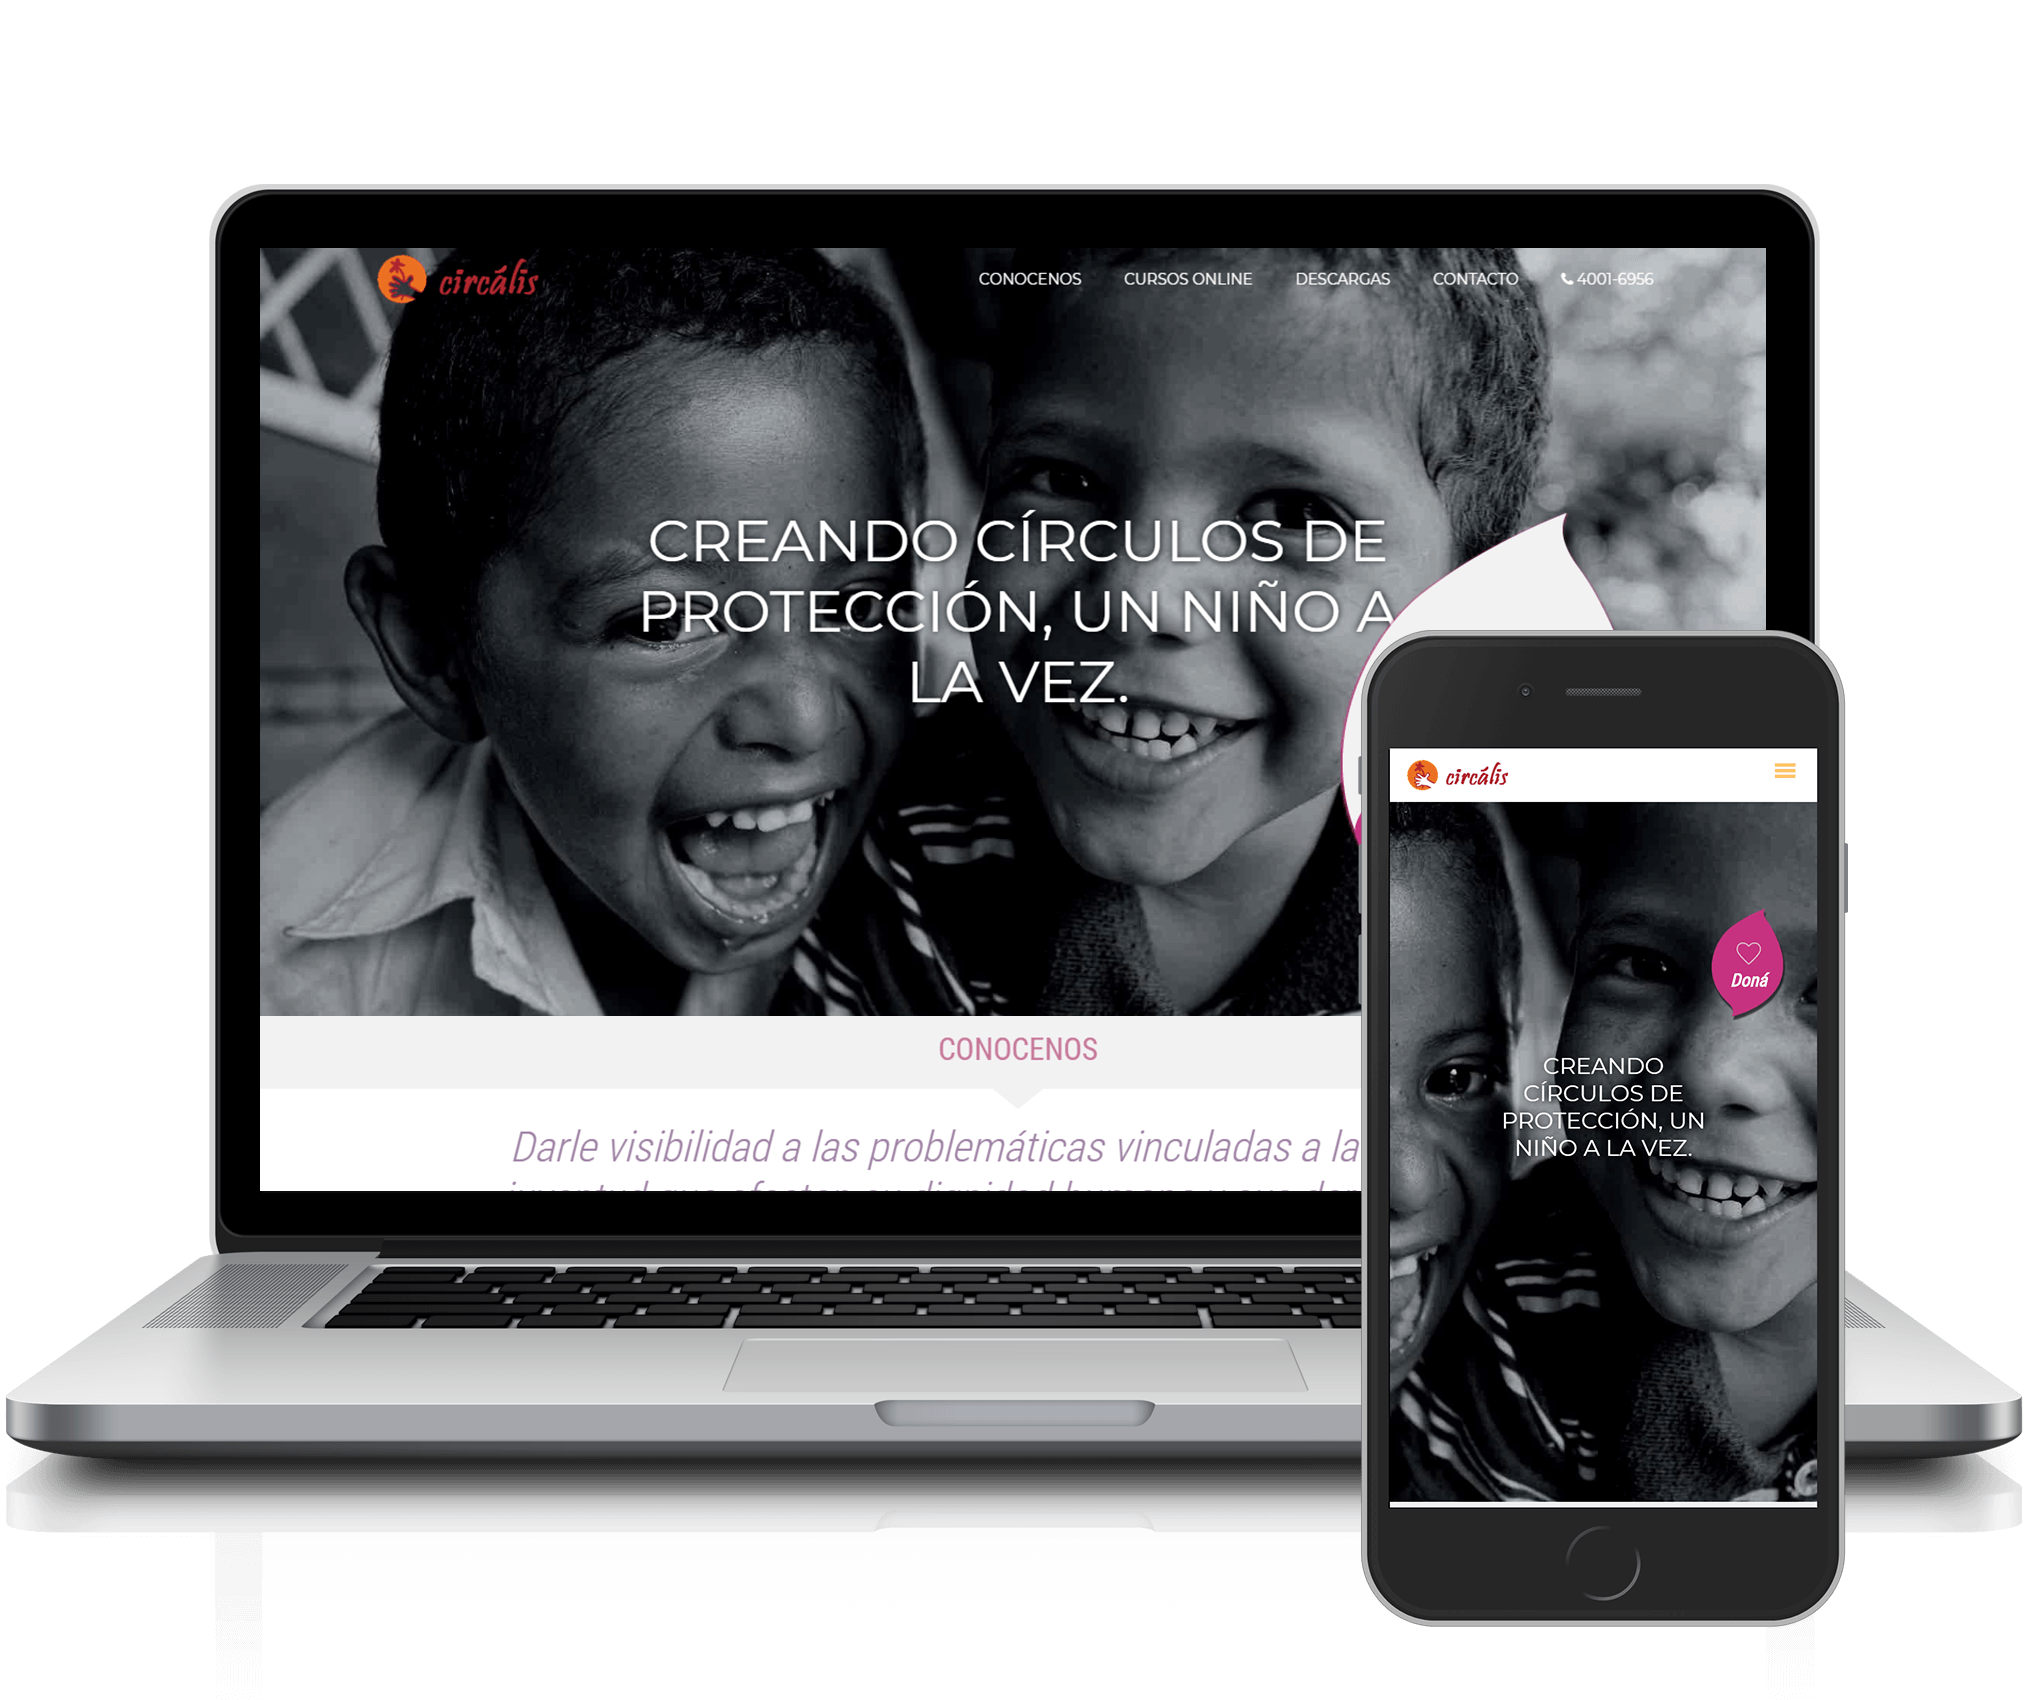 circális
CONOCENOS CURSOS ONLINE DESCARGAS CONTACTO 4001-6956
CREANDO CÍRCULOS DE
PROTECCIÓN, UN NIÑO A
LA VEZ.
CONOCENOS
Darle visibilidad a las problemáticas vinculadas a la
circális
Doná
CREANDO
CÍRCULOS DE
PROTECCIÓN, UN
NIÑO A LA VEZ.